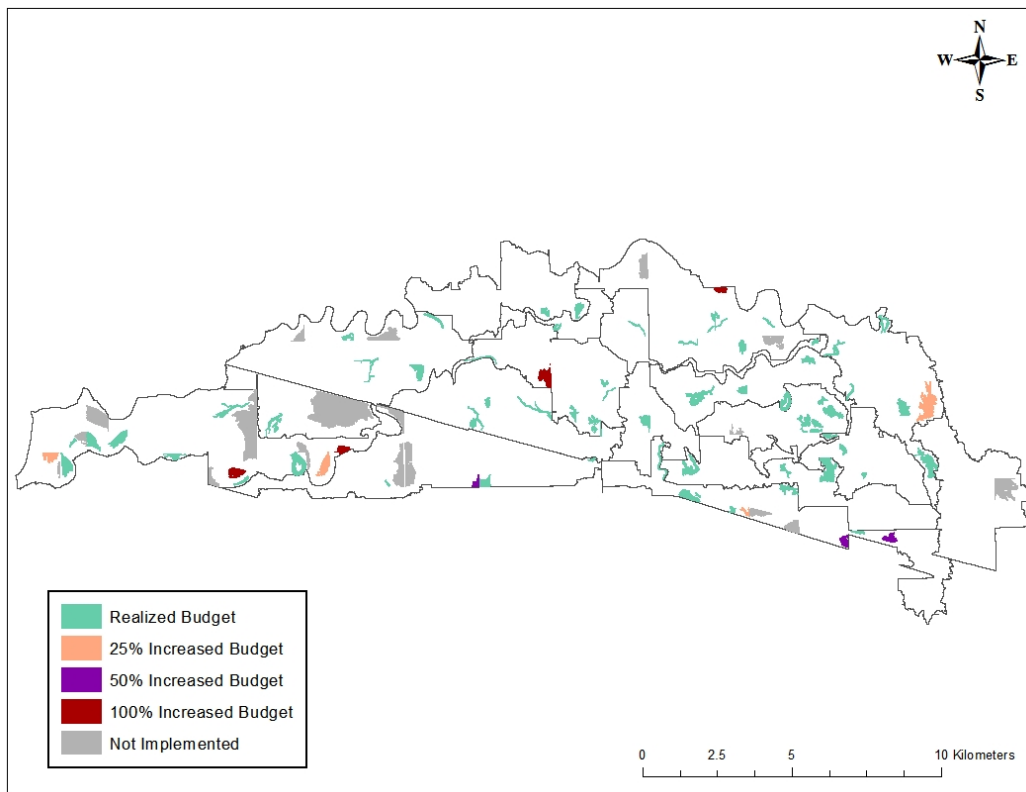 N
W E
S
Realized Budget
25% Increased Budget
50% Increased Budget
100% Increased Budget
Not Implemented
0 2.5 5 10 Kilometers